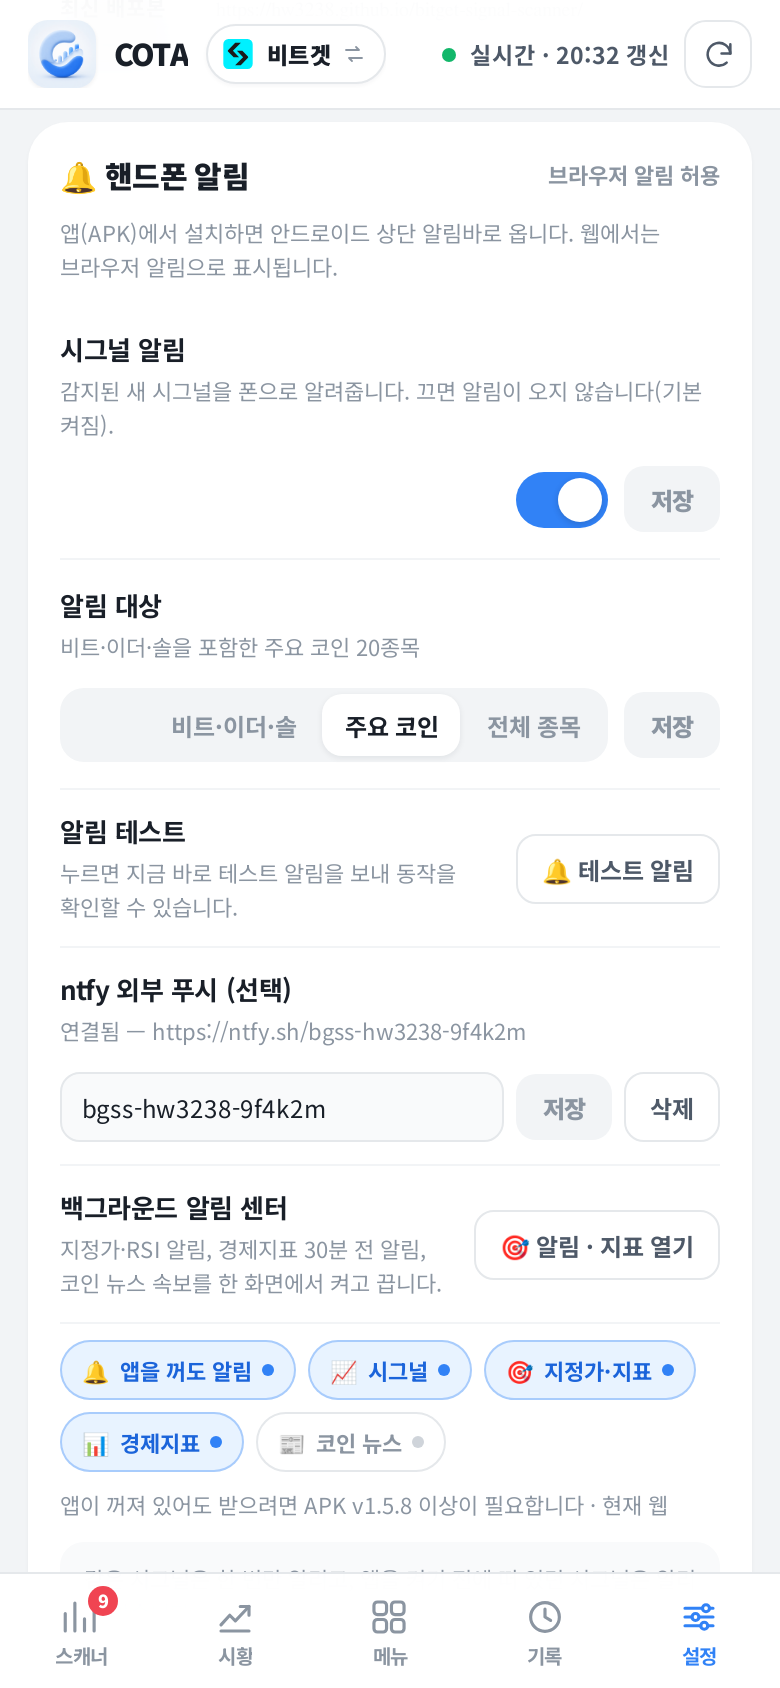 COTA
비트겟
실시간 · 20:32 갱신
🔔 핸드폰 알림
브라우저 알림 허용
앱(APK)에서 설치하면 안드로이드 상단 알림바로 옵니다. 웹에서는
브라우저 알림으로 표시됩니다.
시그널 알림
감지된 새 시그널을 폰으로 알려줍니다. 끄면 알림이 오지 않습니다(기본
켜짐).
저장
알림 대상
비트·이더·솔을 포함한 주요 코인 20종목
비트·이더·솔
주요 코인
전체 종목
저장
알림 테스트
누르면 지금 바로 테스트 알림을 보내 동작을
확인할 수 있습니다.
🔔 테스트 알림
ntfy 외부 푸시 (선택)
연결됨 — https://ntfy.sh/bgss-hw3238-9f4k2m
bgss-hw3238-9f4k2m
저장
삭제
백그라운드 알림 센터
지정가·RSI 알림, 경제지표 30분 전 알림,
코인 뉴스 속보를 한 화면에서 켜고 끕니다.
🎯 알림 · 지표 열기
🔔 앱을 꺼도 알림
📈 시그널
🎯 지정가·지표
📊 경제지표
📰 코인 뉴스
앱이 꺼져 있어도 받으려면 APK v1.5.8 이상이 필요합니다 · 현재 웹
9
스캐너
시황
메뉴
기록
설정